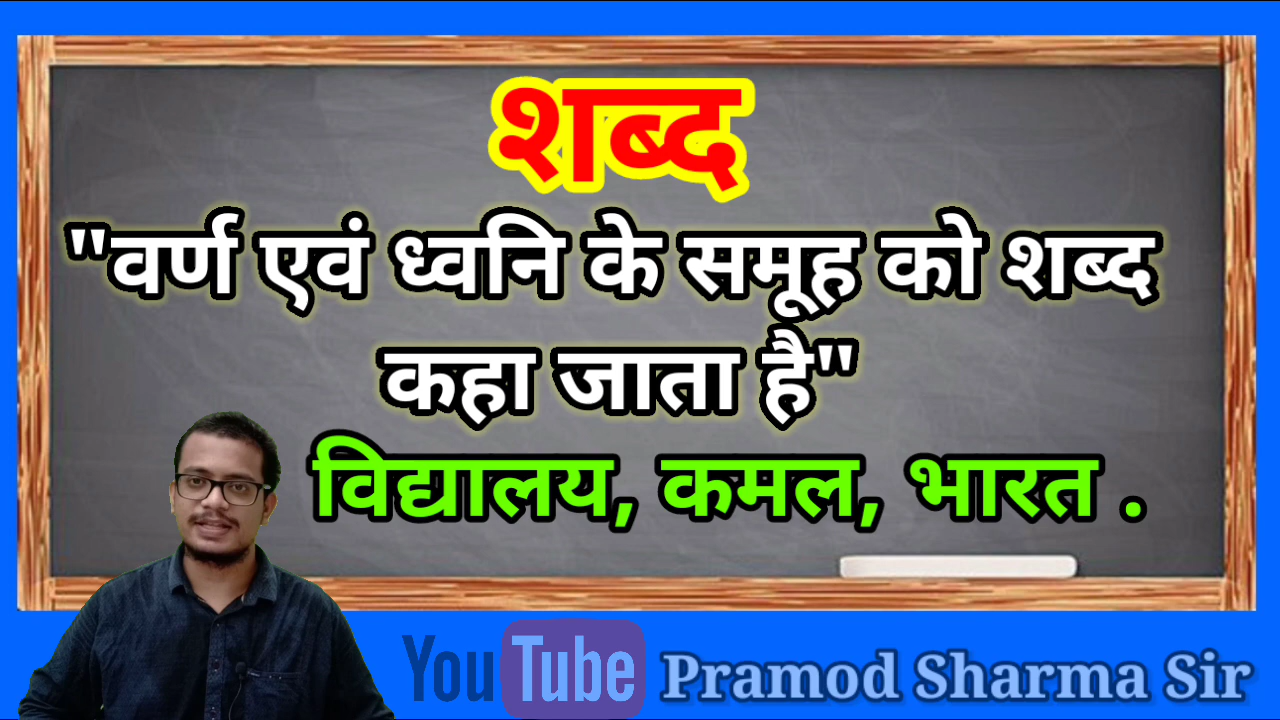 शब्द
"वर्ण एवं ध्वनि के समूह को शब्द
कहा जाता है"
विद्यालय, कमल, भारत .
YouTube Pramod Sharma Sir